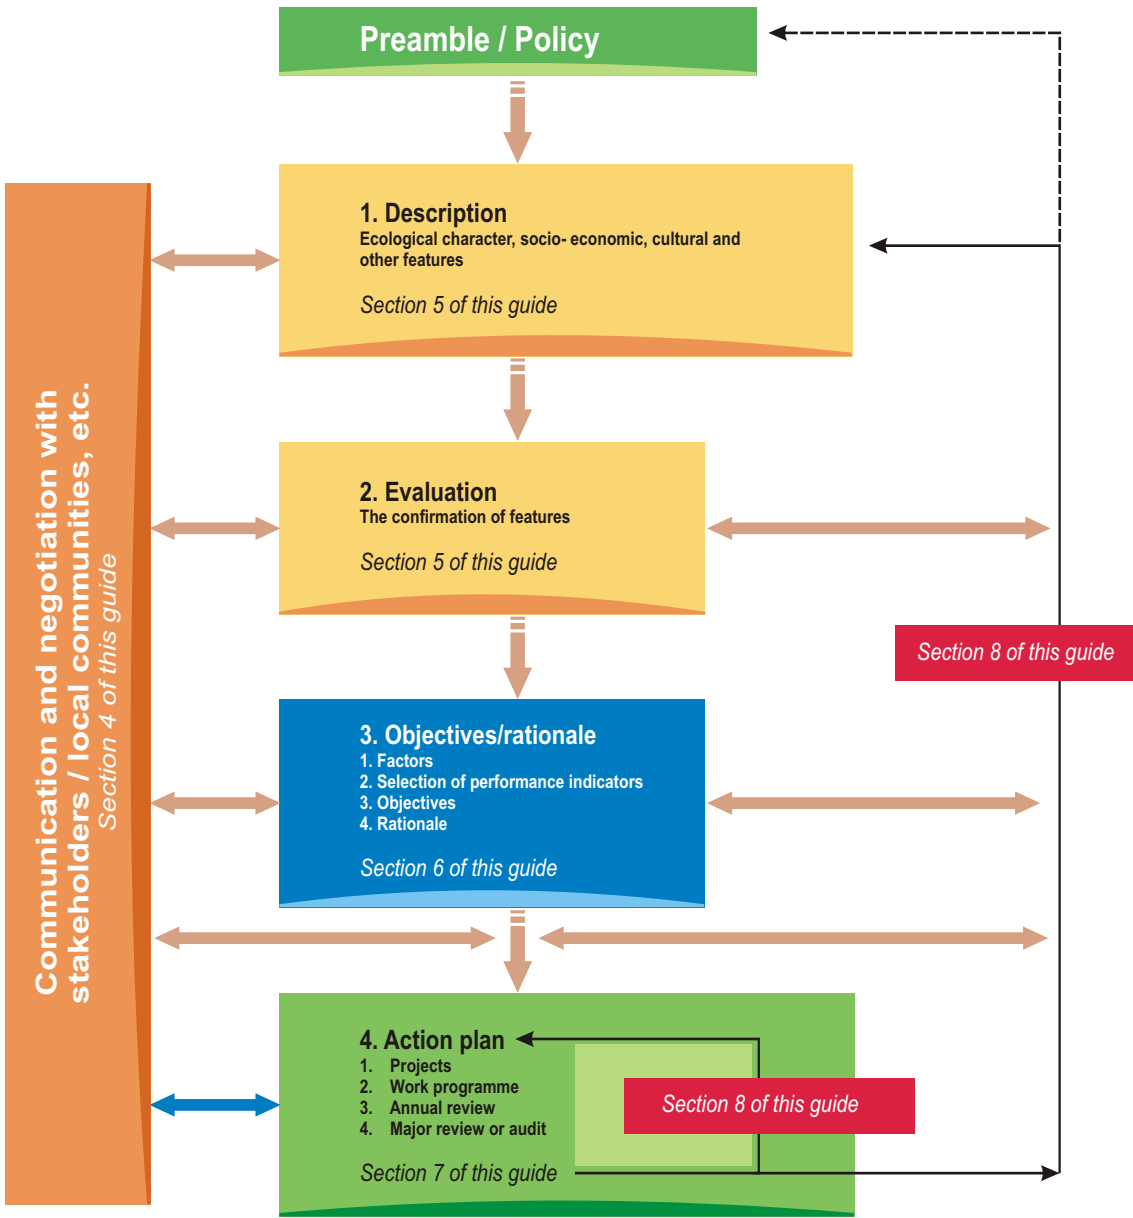 Preamble / Policy
1. Description
Ecological character, socio- economic, cultural and
other features
Section 5 of this guide
2. Evaluation
The confirmation of features
Section 5 of this guide
Section 8 of this guide
3. Objectives/rationale
1. Factors
2. Selection of performance indicators
3. Objectives
4. Rationale
Section 6 of this guide
4. Action plan
1. Projects
2. Work programme
3. Annual review
4. Major review or audit
Section 7 of this guide
Section 8 of this guide
Communication and negotiation with
stakeholders / local communities, etc.
Section 4 of this guide